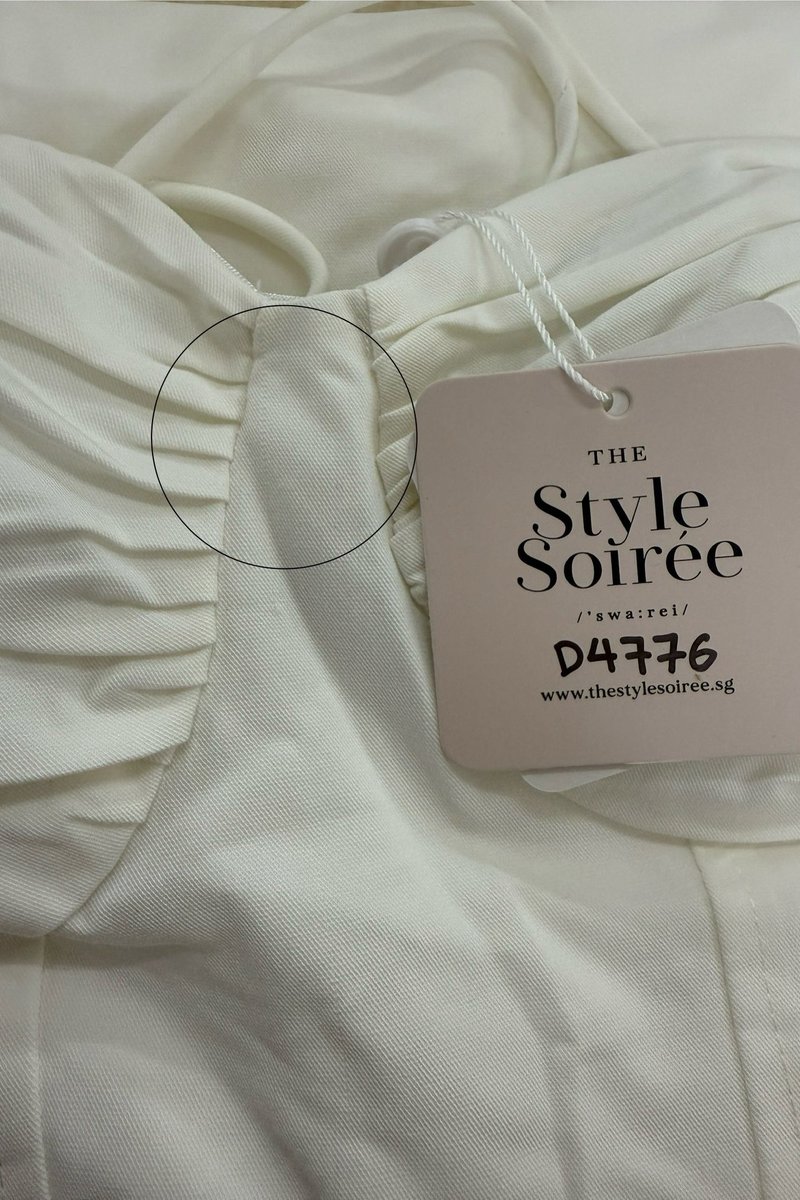 THE
Style
Soirée
/'swa:rei/
D4776
www.thestylesoiree.sg